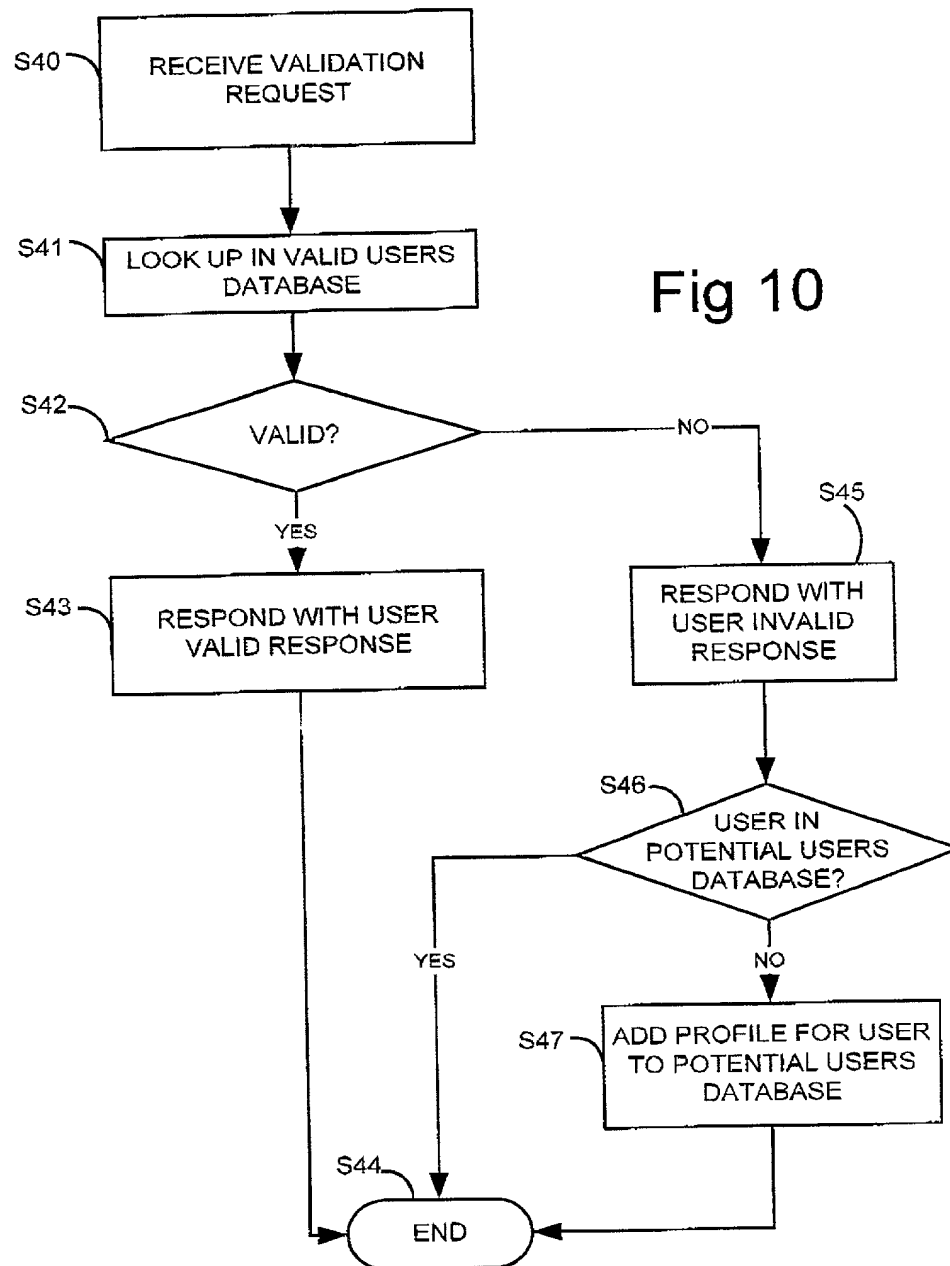 S40
RECEIVE VALIDATION
REQUEST
S41
LOOK UP IN VALID USERS
DATABASE
Fig 10
S42
VALID?
NO
YES
S45
S43
RESPOND WITH USER
VALID RESPONSE
RESPOND WITH
USER INVALID
RESPONSE
S46
USER IN
POTENTIAL USERS
DATABASE?
YES
NO
S47
ADD PROFILE FOR USER
TO POTENTIAL USERS
DATABASE
S44
END